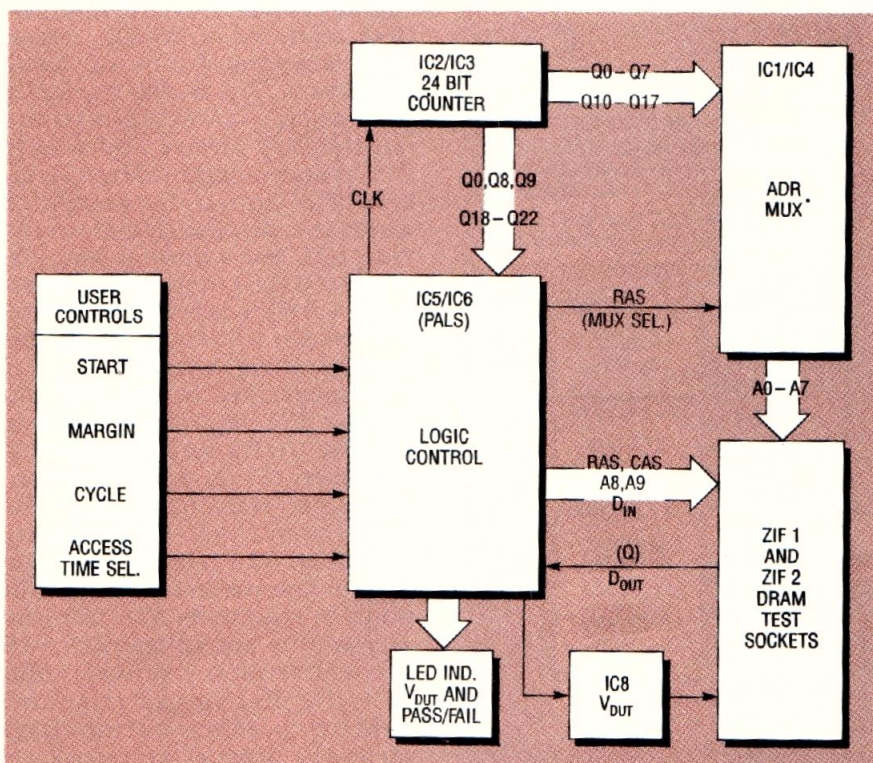 IC2/IC3
24 BIT
COUNTER
Q0–Q7
Q10–Q17
IC1/IC4
ADR
MUX
CLK
Q0,Q8,Q9
Q18–Q22
USER
CONTROLS
START
MARGIN
CYCLE
ACCESS
TIME SEL.
IC5/IC6
(PALS)
LOGIC
CONTROL
RAS
(MUX SEL.)
A0–A7
RAS, CAS
A8,A9
DIN
(Q)
DOUT
ZIF 1
AND
ZIF 2
DRAM
TEST
SOCKETS
LED IND.
VDUT AND
PASS/FAIL
IC8
VDUT